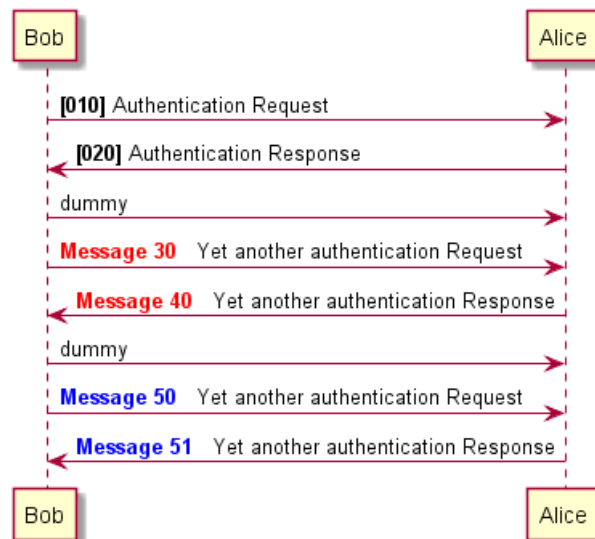 Bob Alice
[010] Authentication Request
[020] Authentication Response
dummy
Message 30 Yet another authentication Request
Message 40 Yet another authentication Response
dummy
Message 50 Yet another authentication Request
Message 51 Yet another authentication Response
Bob Alice